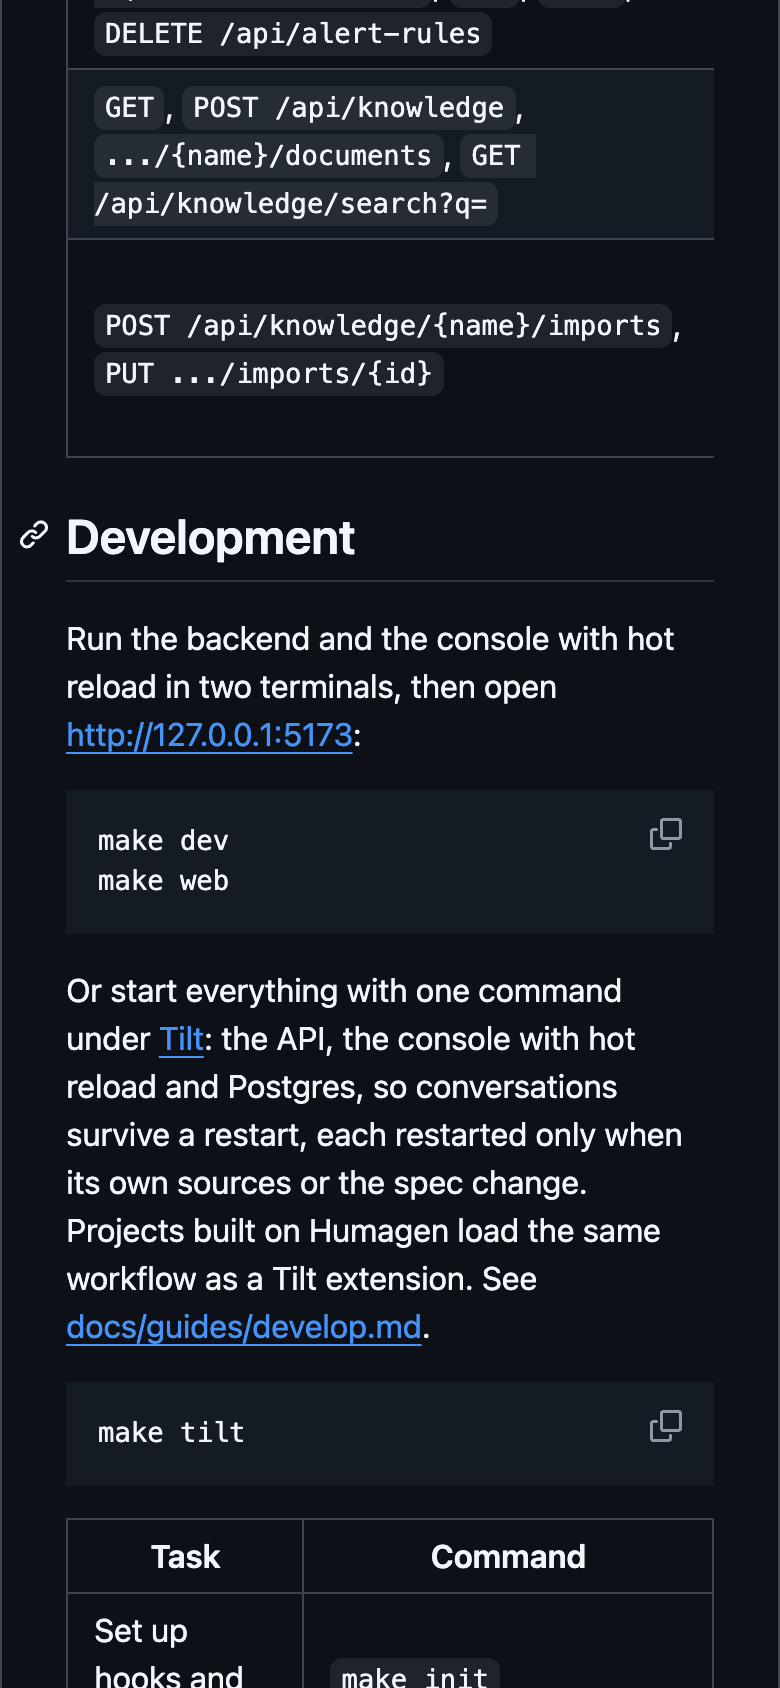 DELETE /api/alert-rules
GET, POST /api/knowledge,
.../{name}/documents, GET
/api/knowledge/search?q=
POST /api/knowledge/{name}/imports,
PUT .../imports/{id}
Development
Run the backend and the console with hot
reload in two terminals, then open
http://127.0.0.1:5173:
make dev
make web
Or start everything with one command
under Tilt: the API, the console with hot
reload and Postgres, so conversations
survive a restart, each restarted only when
its own sources or the spec change.
Projects built on Humagen load the same
workflow as a Tilt extension. See
docs/guides/develop.md.
make tilt
Task Command
Set up
hooks and make init